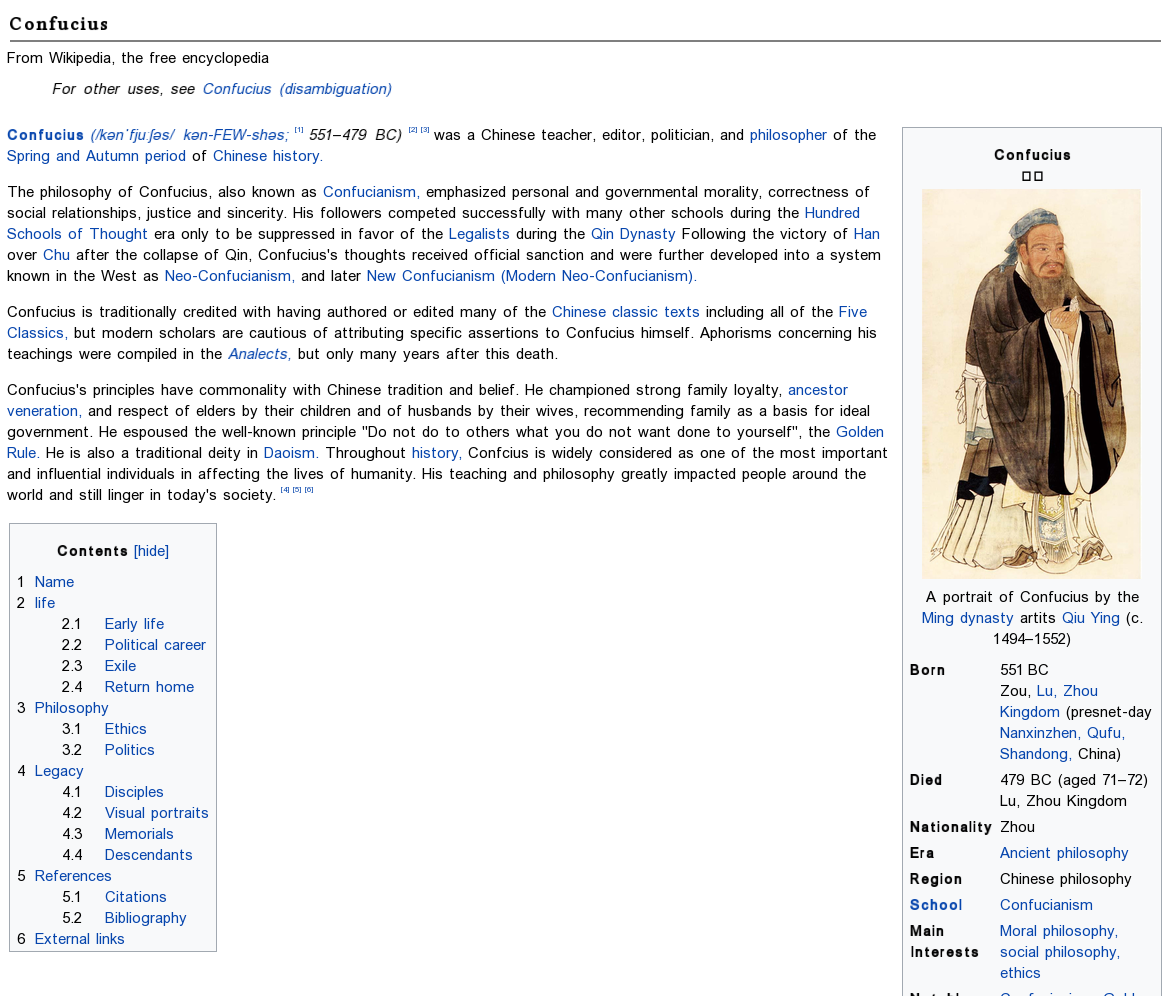 Confucius
From Wikipedia, the free encyclopedia
For other uses, see Confucius (disambiguation)
Confucius (/kənˈfjuːʃəs/ kən-FEW-shəs; [1] 551–479 BC) [2] [3] was a Chinese teacher, editor, politician, and philosopher of the
Spring and Autumn period of Chinese history.
The philosophy of Confucius, also known as Confucianism, emphasized personal and governmental morality, correctness of
social relationships, justice and sincerity. His followers competed successfully with many other schools during the Hundred
Schools of Thought era only to be suppressed in favor of the Legalists during the Qin Dynasty Following the victory of Han
over Chu after the collapse of Qin, Confucius's thoughts received official sanction and were further developed into a system
known in the West as Neo-Confucianism, and later New Confucianism (Modern Neo-Confucianism).
Confucius is traditionally credited with having authored or edited many of the Chinese classic texts including all of the Five
Classics, but modern scholars are cautious of attributing specific assertions to Confucius himself. Aphorisms concerning his
teachings were compiled in the Analects, but only many years after this death.
Confucius's principles have commonality with Chinese tradition and belief. He championed strong family loyalty, ancestor
veneration, and respect of elders by their children and of husbands by their wives, recommending family as a basis for ideal
government. He espoused the well-known principle "Do not do to others what you do not want done to yourself", the Golden
Rule. He is also a traditional deity in Daoism. Throughout history, Confcius is widely considered as one of the most important
and influential individuals in affecting the lives of humanity. His teaching and philosophy greatly impacted people around the
world and still linger in today's society. [4] [5] [6]
Contents [hide]
1 Name
2 life
2.1 Early life
2.2 Political career
2.3 Exile
2.4 Return home
3 Philosophy
3.1 Ethics
3.2 Politics
4 Legacy
4.1 Disciples
4.2 Visual portraits
4.3 Memorials
4.4 Descendants
5 References
5.1 Citations
5.2 Bibliography
6 External links
Confucius
A portrait of Confucius by the
Ming dynasty artits Qiu Ying (c.
1494–1552)
Born 551 BC
Zou, Lu, Zhou
Kingdom (presnet-day
Nanxinzhen, Qufu,
Shandong, China)
Died 479 BC (aged 71–72)
Lu, Zhou Kingdom
Nationality Zhou
Era Ancient philosophy
Region Chinese philosophy
School Confucianism
Main Moral philosophy,
Interests social philosophy,
ethics